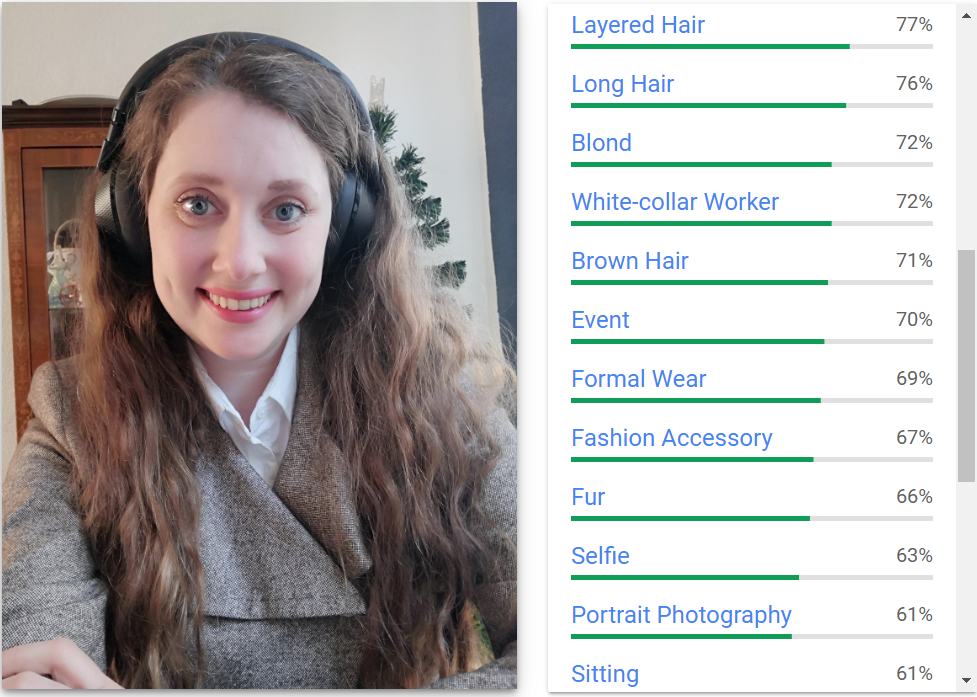 Layered Hair 77%
Long Hair 76%
Blond 72%
White-collar Worker 72%
Brown Hair 71%
Event 70%
Formal Wear 69%
Fashion Accessory 67%
Fur 66%
Selfie 63%
Portrait Photography 61%
Sitting 61%